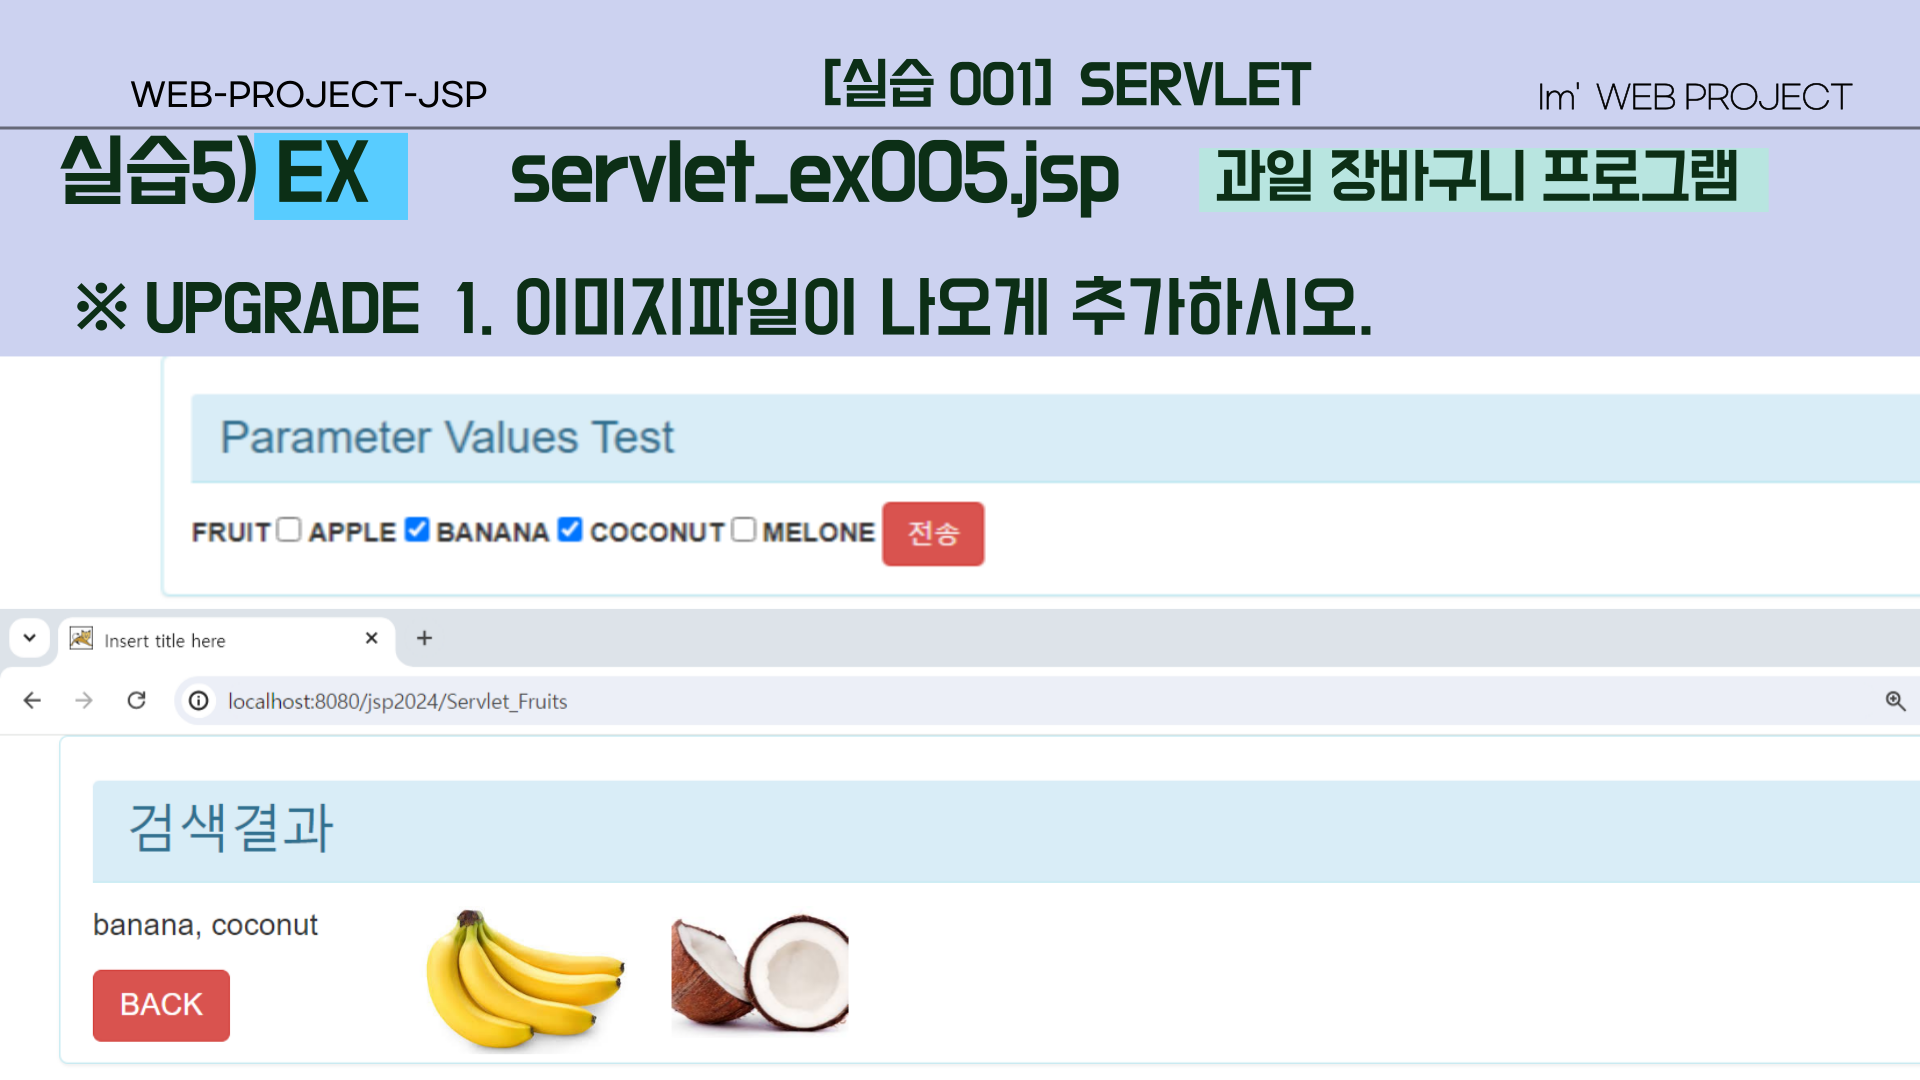 WEB-PROJECT-JSP
[실습 001] SERVLET
Im' WEB PROJECT
실습5) EX servlet_ex005.jsp 과일 장바구니 프로그램
※ UPGRADE 1. 이미지파일이 나오게 추가하시오.
Parameter Values Test
FRUIT APPLE BANANA COCONUT MELONE 전송
Insert title here
localhost:8080/jsp2024/Servlet_Fruits
검색결과
banana, coconut
BACK